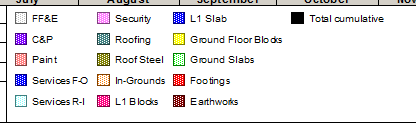 July August September October Nov
FF&E Security L1 Slab Total cumulative
C&P Roofing Ground Floor Blocks
Paint Roof Steel Ground Slabs
Services F-O In-Grounds Footings
Services R-I L1 Blocks Earthworks